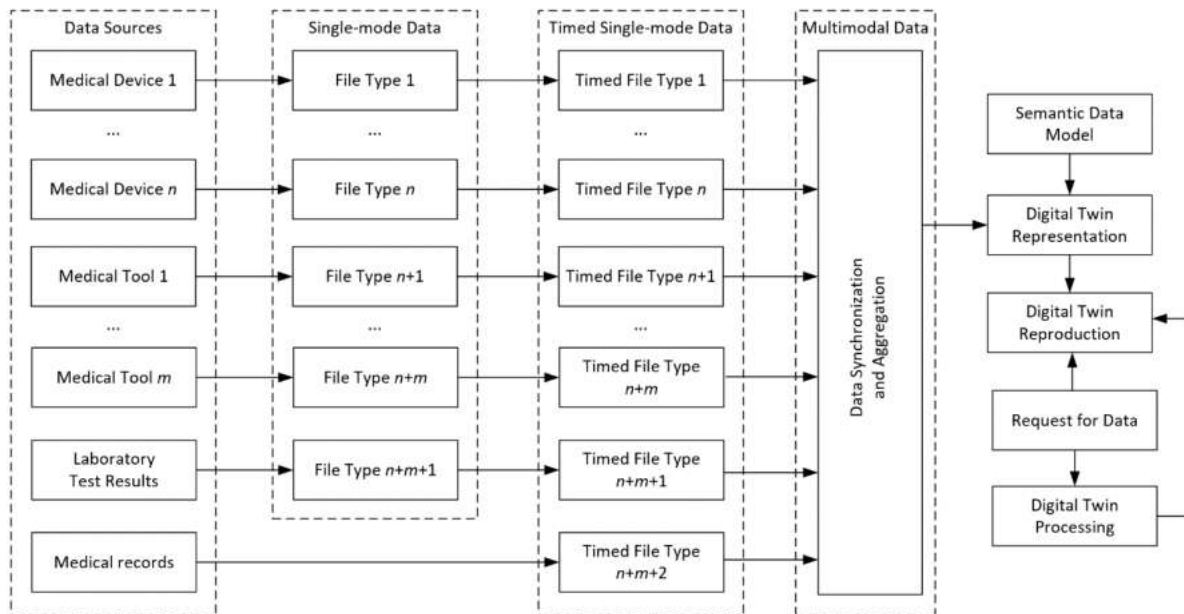 Data Sources
Single-mode Data
Timed Single-mode Data
Multimodal Data
Medical Device 1
File Type 1
Timed File Type 1
...
...
...
Medical Device n
File Type n
Timed File Type n
Medical Tool 1
File Type n+1
Timed File Type n+1
...
...
...
Medical Tool m
File Type n+m
Timed File Type
n+m
Laboratory
Test Results
File Type n+m+1
Timed File Type
n+m+1
Medical records
Timed File Type
n+m+2
Data Synchronization
and Aggregation
Semantic Data
Model
Digital Twin
Representation
Digital Twin
Reproduction
Request for Data
Digital Twin
Processing